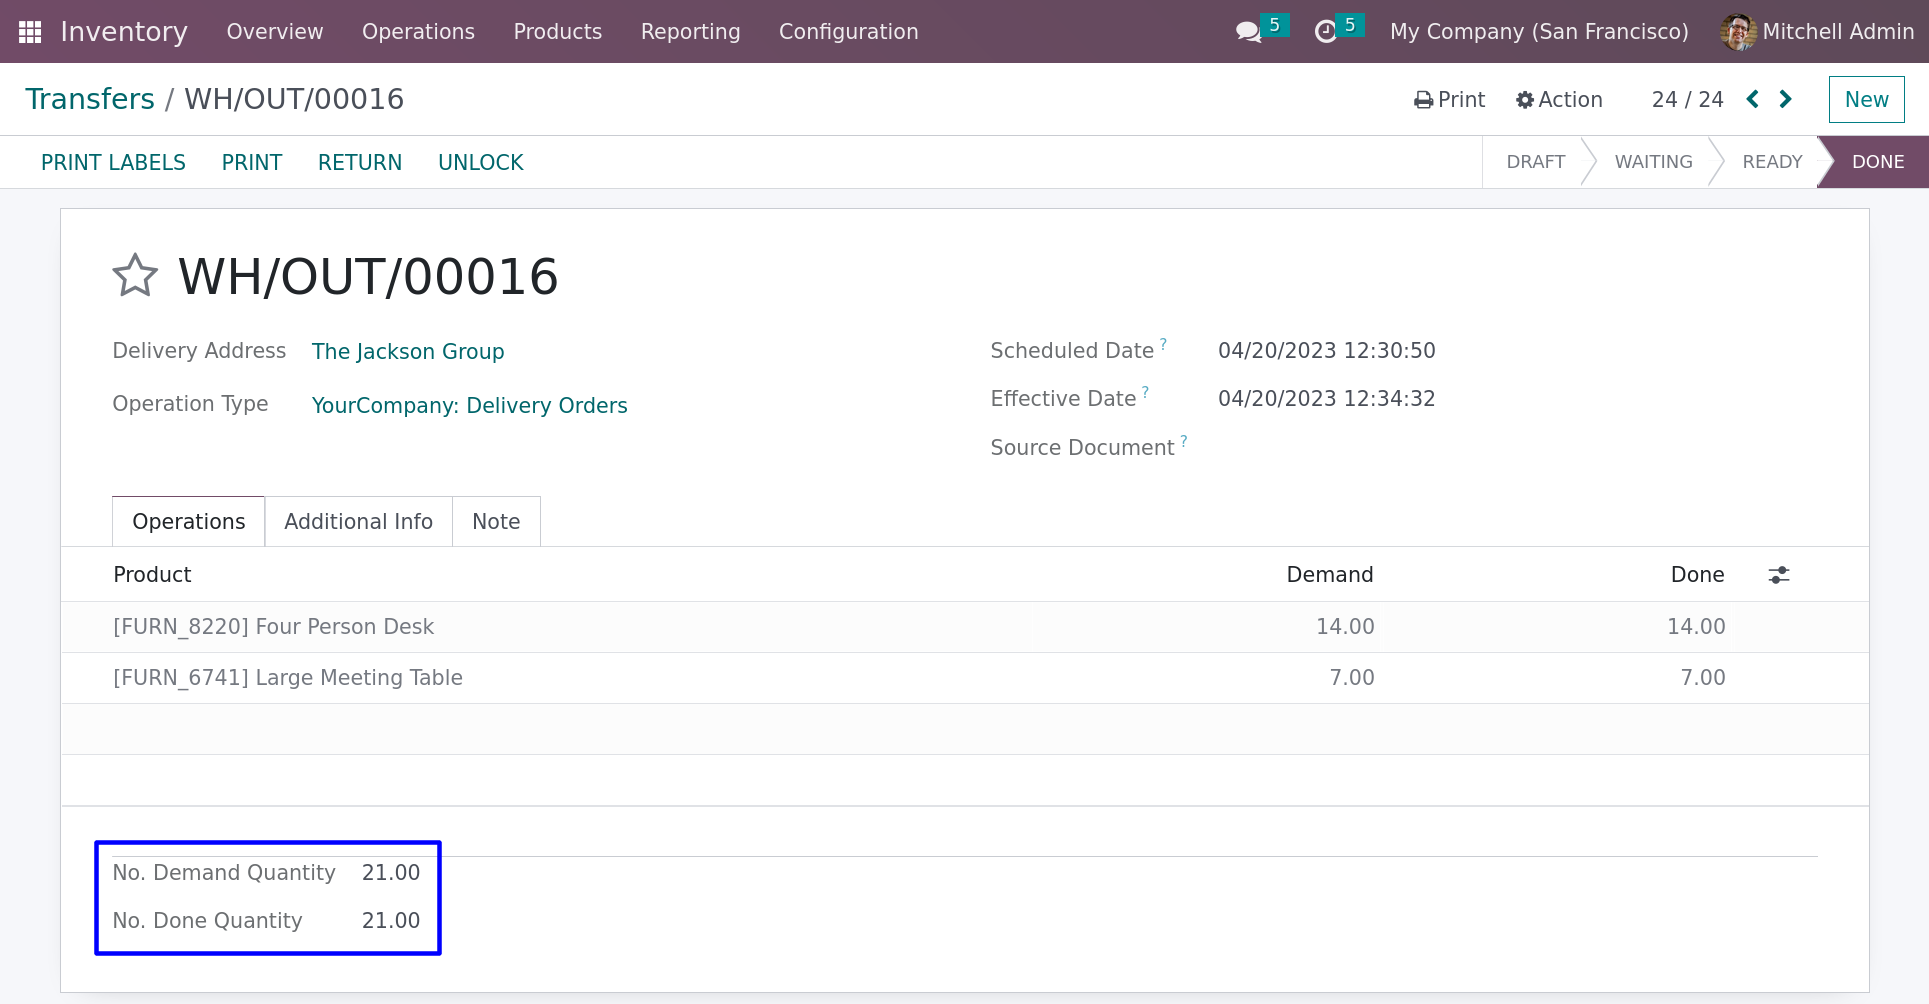 Inventory Overview Operations Products Reporting Configuration 5 5 My Company (San Francisco) Mitchell Admin
Transfers / WH/OUT/00016 Print Action 24 / 24 New
PRINT LABELS PRINT RETURN UNLOCK DRAFT WAITING READY DONE
WH/OUT/00016
Delivery Address The Jackson Group Scheduled Date ? 04/20/2023 12:30:50
Operation Type YourCompany: Delivery Orders Effective Date ? 04/20/2023 12:34:32
Source Document ?
Operations Additional Info Note
Product Demand Done
[FURN_8220] Four Person Desk 14.00 14.00
[FURN_6741] Large Meeting Table 7.00 7.00
No. Demand Quantity 21.00
No. Done Quantity 21.00